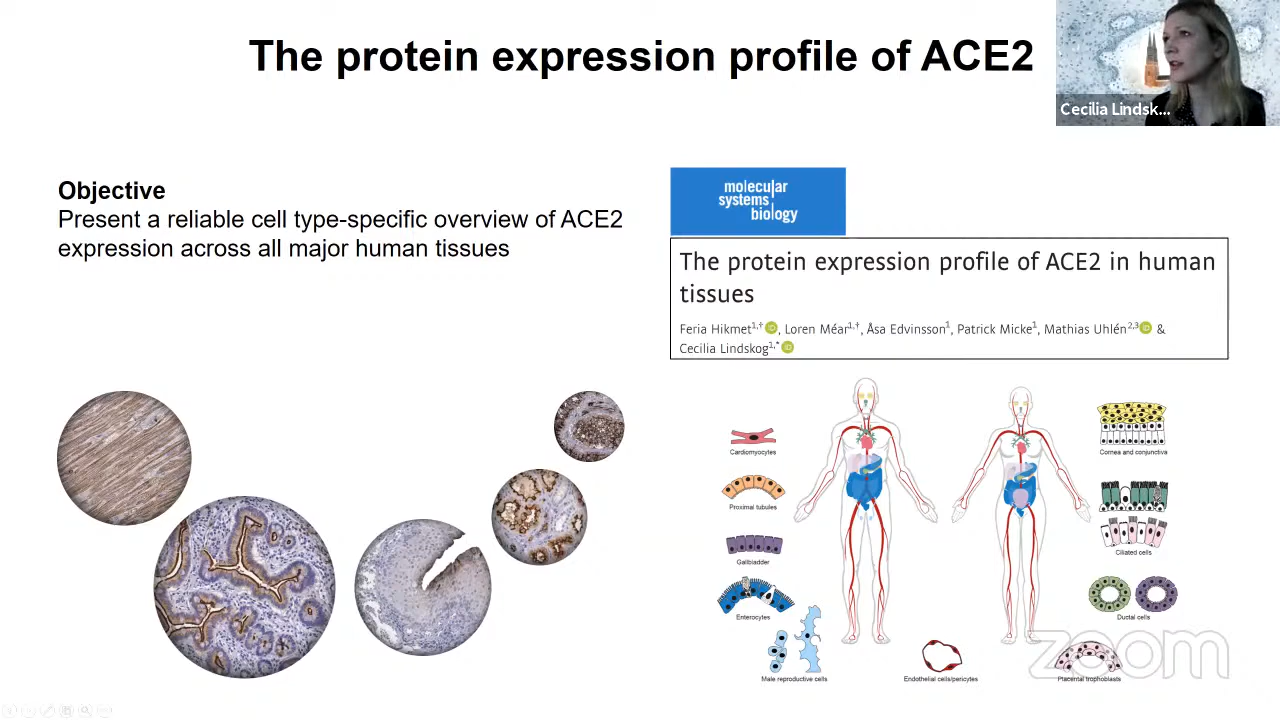 The protein expression profile of ACE2
Cecilia Lindsk...
Objective
Present a reliable cell type-specific overview of ACE2
expression across all major human tissues
molecular
systems
biology
The protein expression profile of ACE2 in human
tissues
Feria Hikmet1,† iD, Loren Méar1,†, Åsa Edvinsson1, Patrick Micke1, Mathias Uhlén2,3 iD &
Cecilia Lindskog1,* iD
Cardiomyocytes
Proximal tubules
Gallbladder
Enterocytes
Male reproductive cells
Endothelial cells/pericytes
Cornea and conjunctiva
Ciliated cells
Ductal cells
Placental trophoblasts
zoom